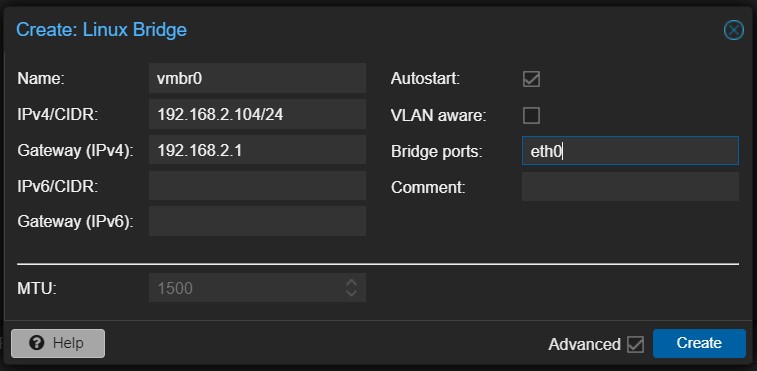 Create: Linux Bridge
Name: vmbr0 Autostart:
IPv4/CIDR: 192.168.2.104/24 VLAN aware:
Gateway (IPv4): 192.168.2.1 Bridge ports: eth0
IPv6/CIDR: Comment:
Gateway (IPv6):
MTU: 1500
Help Advanced Create